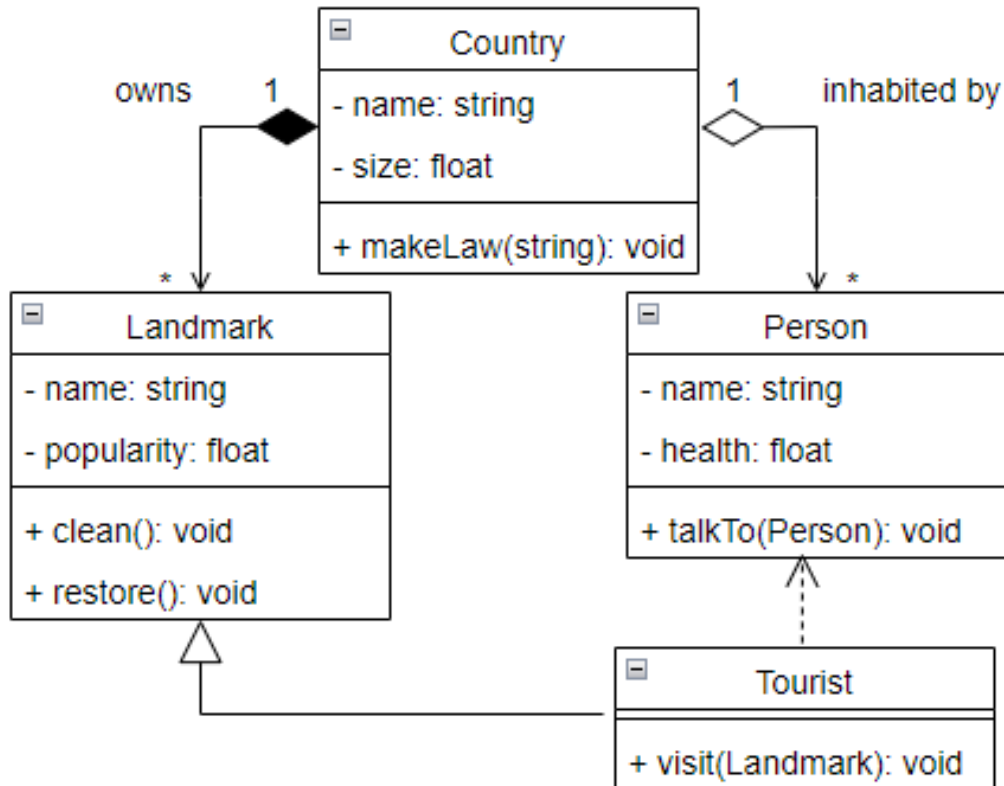 Country
owns 1
- name: string
- size: float
+ makeLaw(string): void
1 inhabited by
*
*
Landmark
- name: string
- popularity: float
+ clean(): void
+ restore(): void
Person
- name: string
- health: float
+ talkTo(Person): void
Tourist
+ visit(Landmark): void